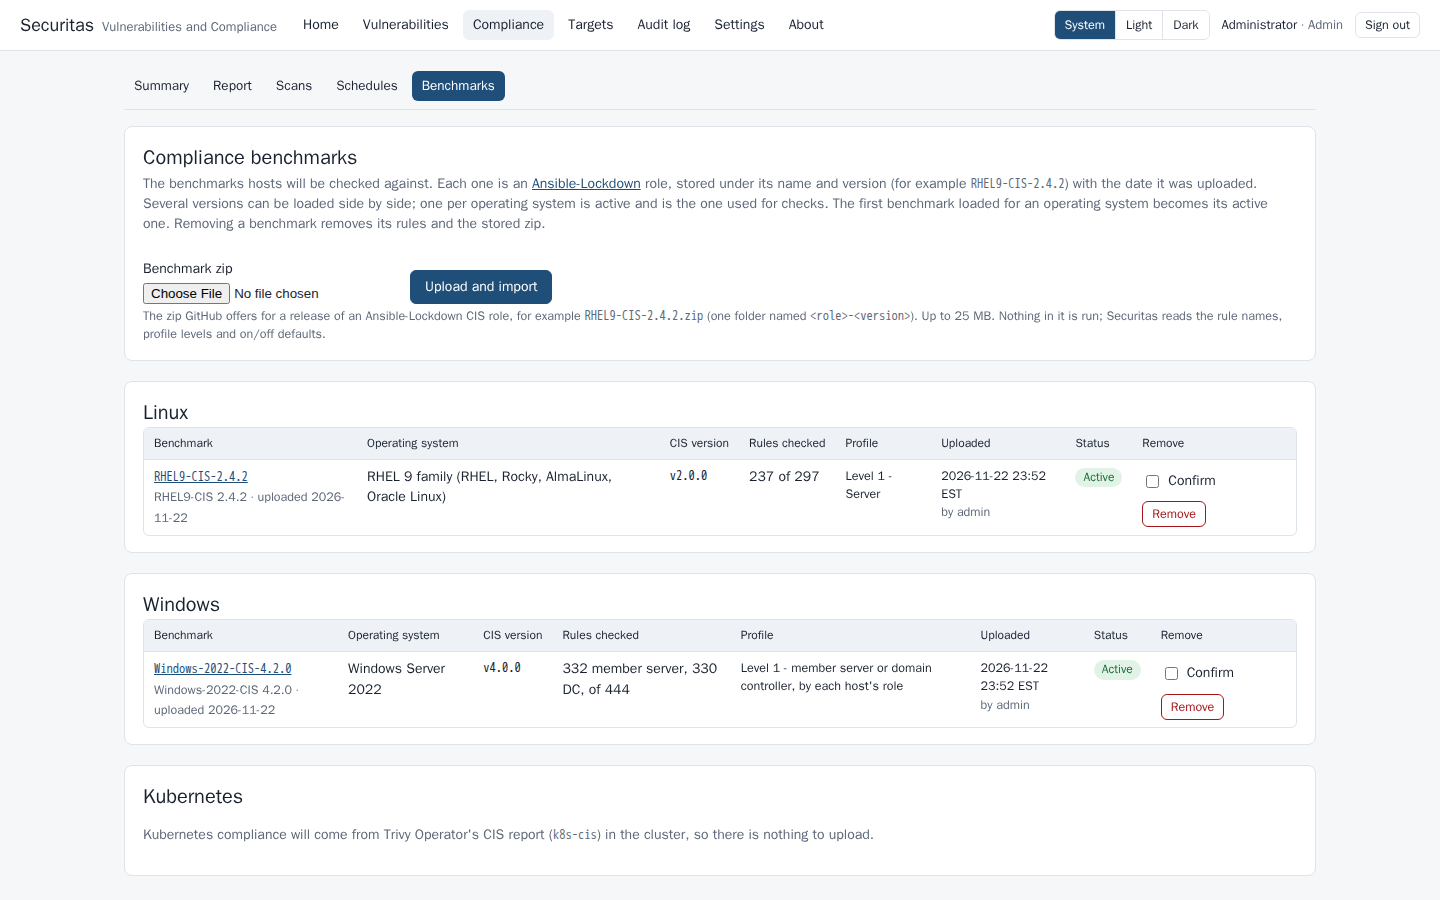 Securitas Vulnerabilities and Compliance Home Vulnerabilities Compliance Targets Audit log Settings About System Light Dark Administrator · Admin Sign out
Summary Report Scans Schedules Benchmarks
Compliance benchmarks
The benchmarks hosts will be checked against. Each one is an Ansible-Lockdown role, stored under its name and version (for example RHEL9-CIS-2.4.2) with the date it was uploaded.
Several versions can be loaded side by side; one per operating system is active and is the one used for checks. The first benchmark loaded for an operating system becomes its active
one. Removing a benchmark removes its rules and the stored zip.
Benchmark zip
Choose File No file chosen Upload and import
The zip GitHub offers for a release of an Ansible-Lockdown CIS role, for example RHEL9-CIS-2.4.2.zip (one folder named <role>-<version>). Up to 25 MB. Nothing in it is run; Securitas reads the rule names,
profile levels and on/off defaults.
Linux
Benchmark Operating system CIS version Rules checked Profile Uploaded Status Remove
RHEL9-CIS-2.4.2 RHEL 9 family (RHEL, Rocky, AlmaLinux, v2.0.0 237 of 297 Level 1 - 2026-11-22 23:52 Active Confirm
RHEL9-CIS 2.4.2 · uploaded 2026- Oracle Linux) Server EST
11-22 by admin Remove
Windows
Benchmark Operating system CIS version Rules checked Profile Uploaded Status Remove
Windows-2022-CIS-4.2.0 Windows Server v4.0.0 332 member server, 330 Level 1 - member server or domain 2026-11-22 Active Confirm
Windows-2022-CIS 4.2.0 · 2022 DC, of 444 controller, by each host's role 23:52 EST
uploaded 2026-11-22 by admin Remove
Kubernetes
Kubernetes compliance will come from Trivy Operator's CIS report (k8s-cis) in the cluster, so there is nothing to upload.